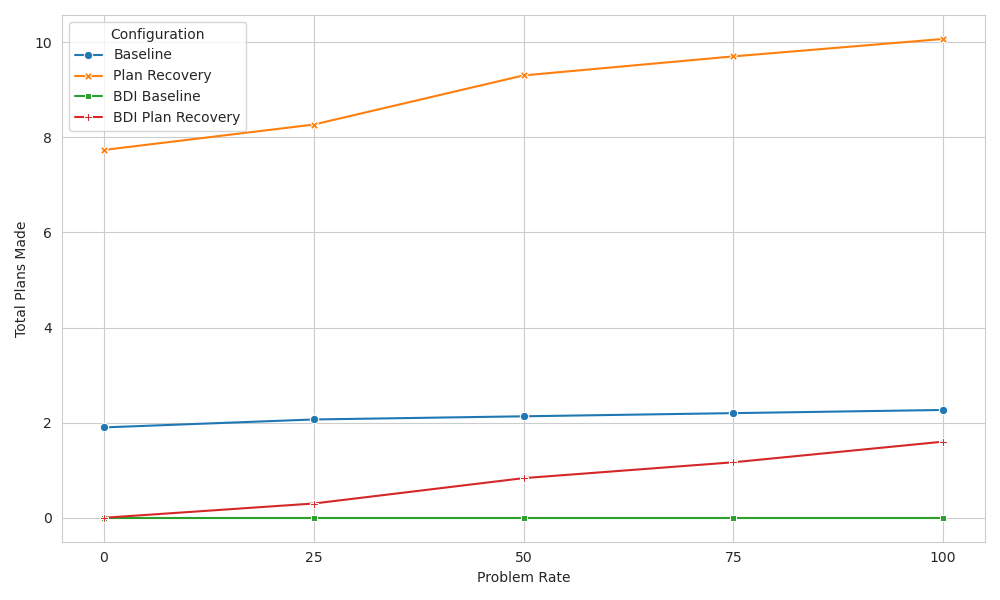 Configuration
Baseline
Plan Recovery
BDI Baseline
BDI Plan Recovery
Total Plans Made
10
8
6
4
2
0
0 25 50 75 100
Problem Rate